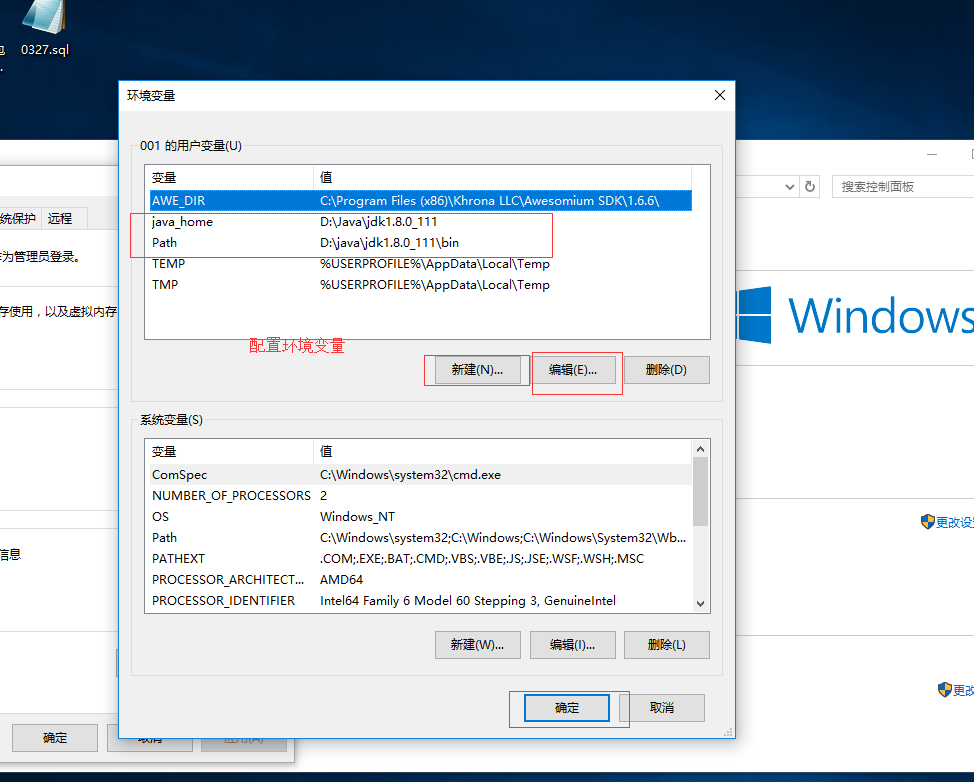 0327.sql
环境变量
001 的用户变量(U)
变量 值
AWE_DIR C:\Program Files (x86)\Khrona LLC\Awesomium SDK\1.6.6\
java_home D:\Java\jdk1.8.0_111
Path D:\java\jdk1.8.0_111\bin
TEMP %USERPROFILE%\AppData\Local\Temp
TMP %USERPROFILE%\AppData\Local\Temp
配置环境变量
新建(N)... 编辑(E)... 删除(D)
系统变量(S)
变量 值
ComSpec C:\Windows\system32\cmd.exe
NUMBER_OF_PROCESSORS 2
OS Windows_NT
Path C:\Windows\system32;C:\Windows;C:\Windows\System32\Wb...
PATHEXT .COM;.EXE;.BAT;.CMD;.VBS;.VBE;.JS;.JSE;.WSF;.WSH;.MSC
PROCESSOR_ARCHITECT... AMD64
PROCESSOR_IDENTIFIER Intel64 Family 6 Model 60 Stepping 3, GenuineIntel
新建(W)... 编辑(I)... 删除(L)
确定 取消
统保护 远程
为管理员登录。
存使用，以及虚拟内存
信息
确定 取消 应用(A)
搜索控制面板
Windows
更改设
更改